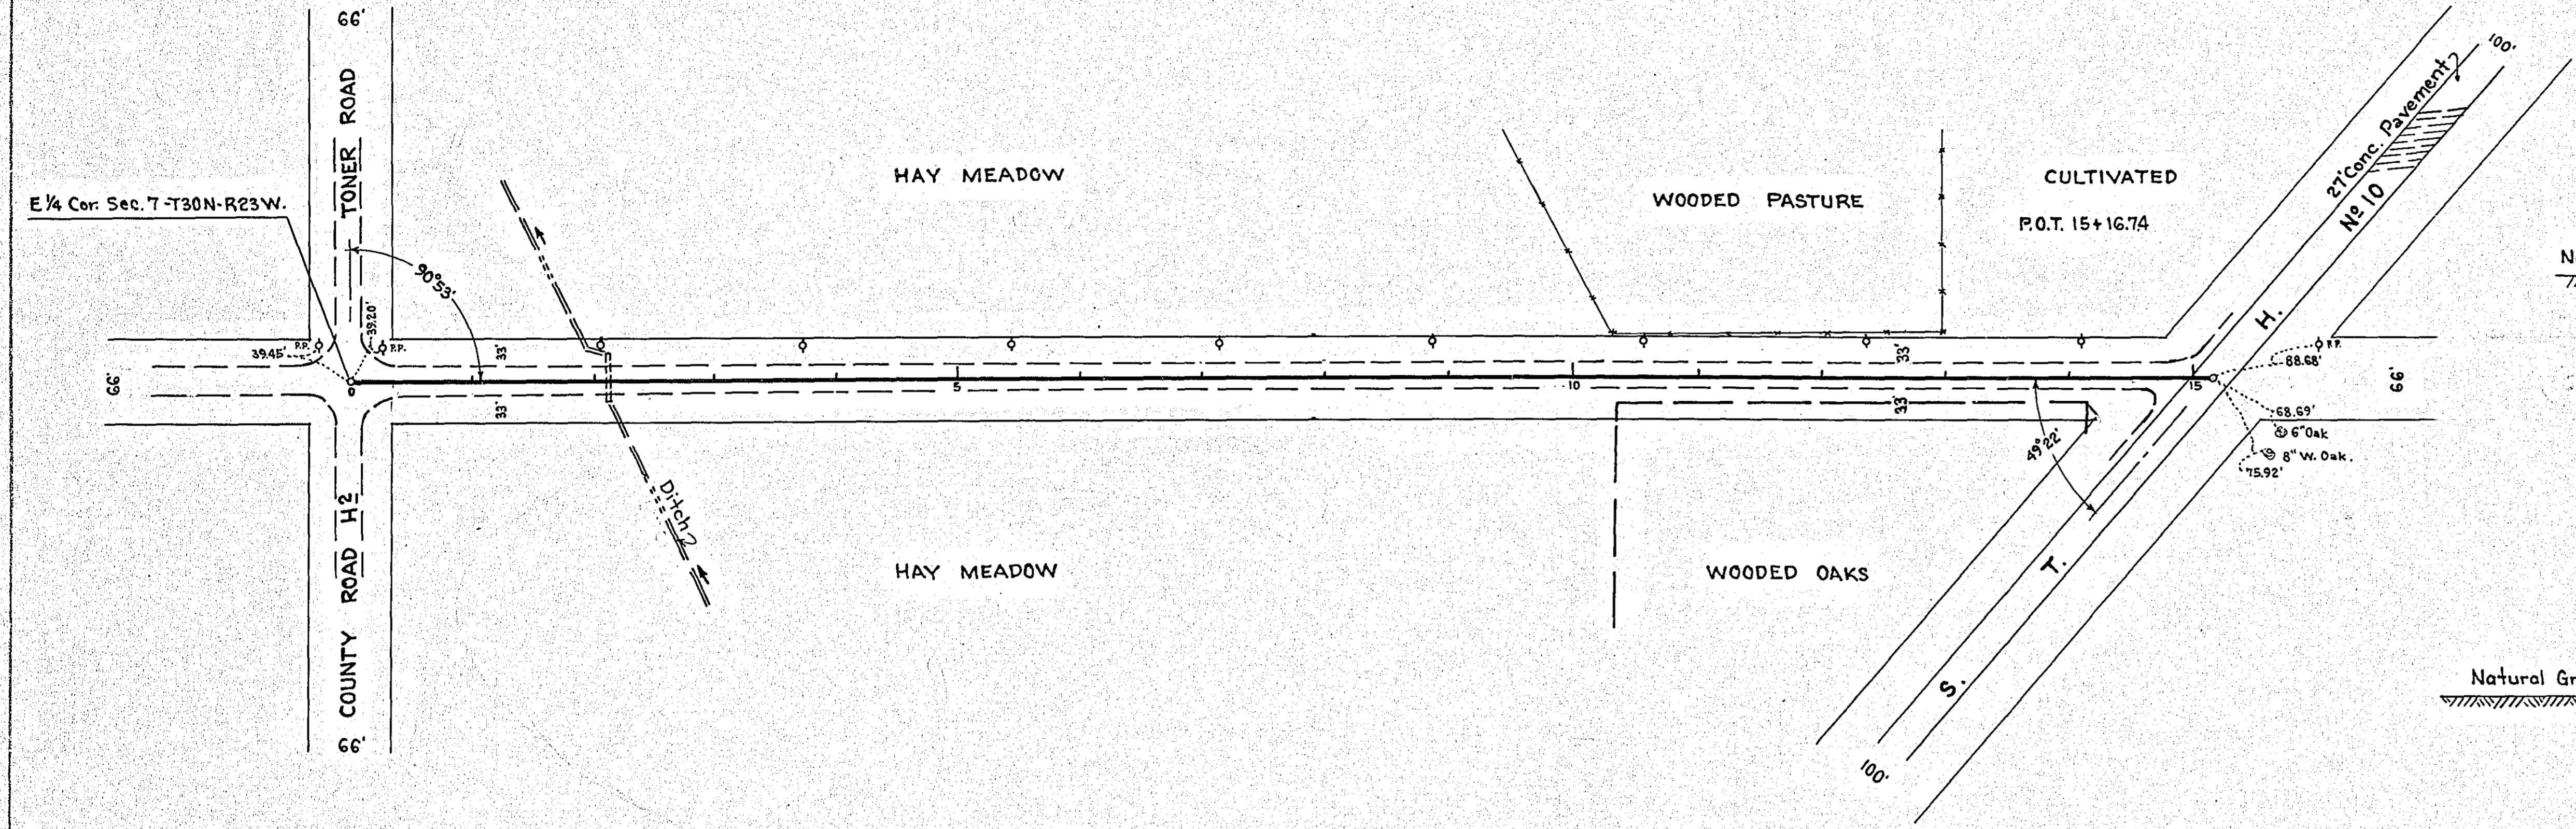 66'
TONER ROAD
E 1/4 Cor. Sec. 7-T30N-R23W.
90°53'
39.20'
P.P.
P.P.
39.45'
66'
0
33'
33'
HAY MEADOW
HAY MEADOW
Ditch
COUNTY ROAD H2
66'
5
10
15
WOODED PASTURE
CULTIVATED
P.O.T. 15+16.74
WOODED OAKS
33'
33'
49°22'
27' Conc. Pavement
100'
S. T. H. Nº 10
100'
P.P.
88.68'
66'
68.69'
6" Oak
8" W. Oak.
75.92'
N
Natural Gr